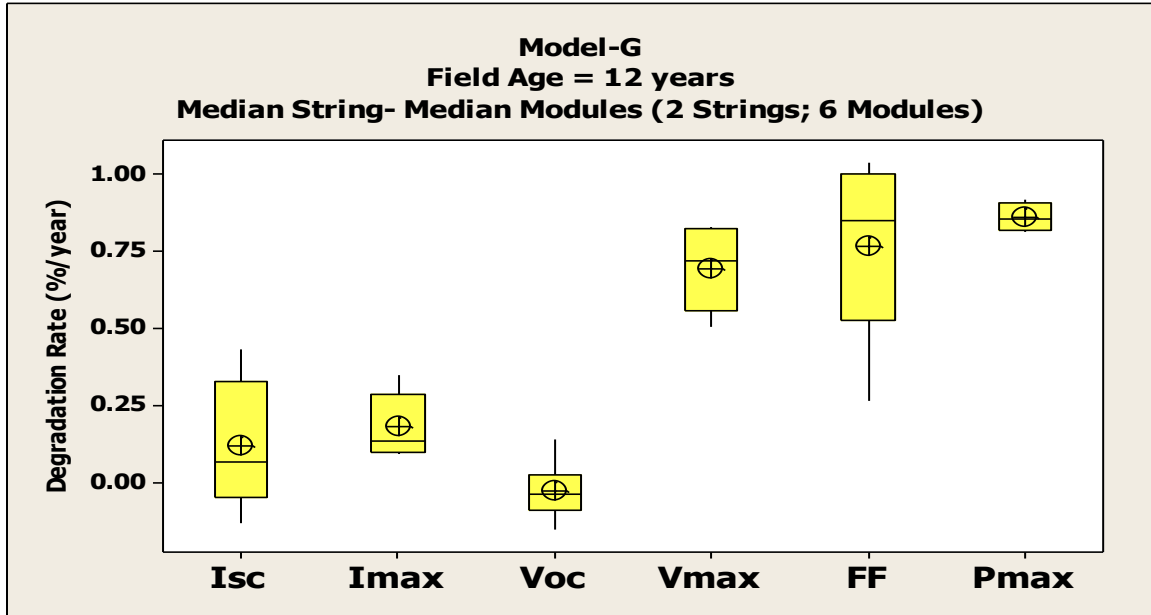 Model-G
Field Age = 12 years
Median String- Median Modules (2 Strings; 6 Modules)
Degradation Rate (%/year)
1.00
0.75
0.50
0.25
0.00
Isc Imax Voc Vmax FF Pmax